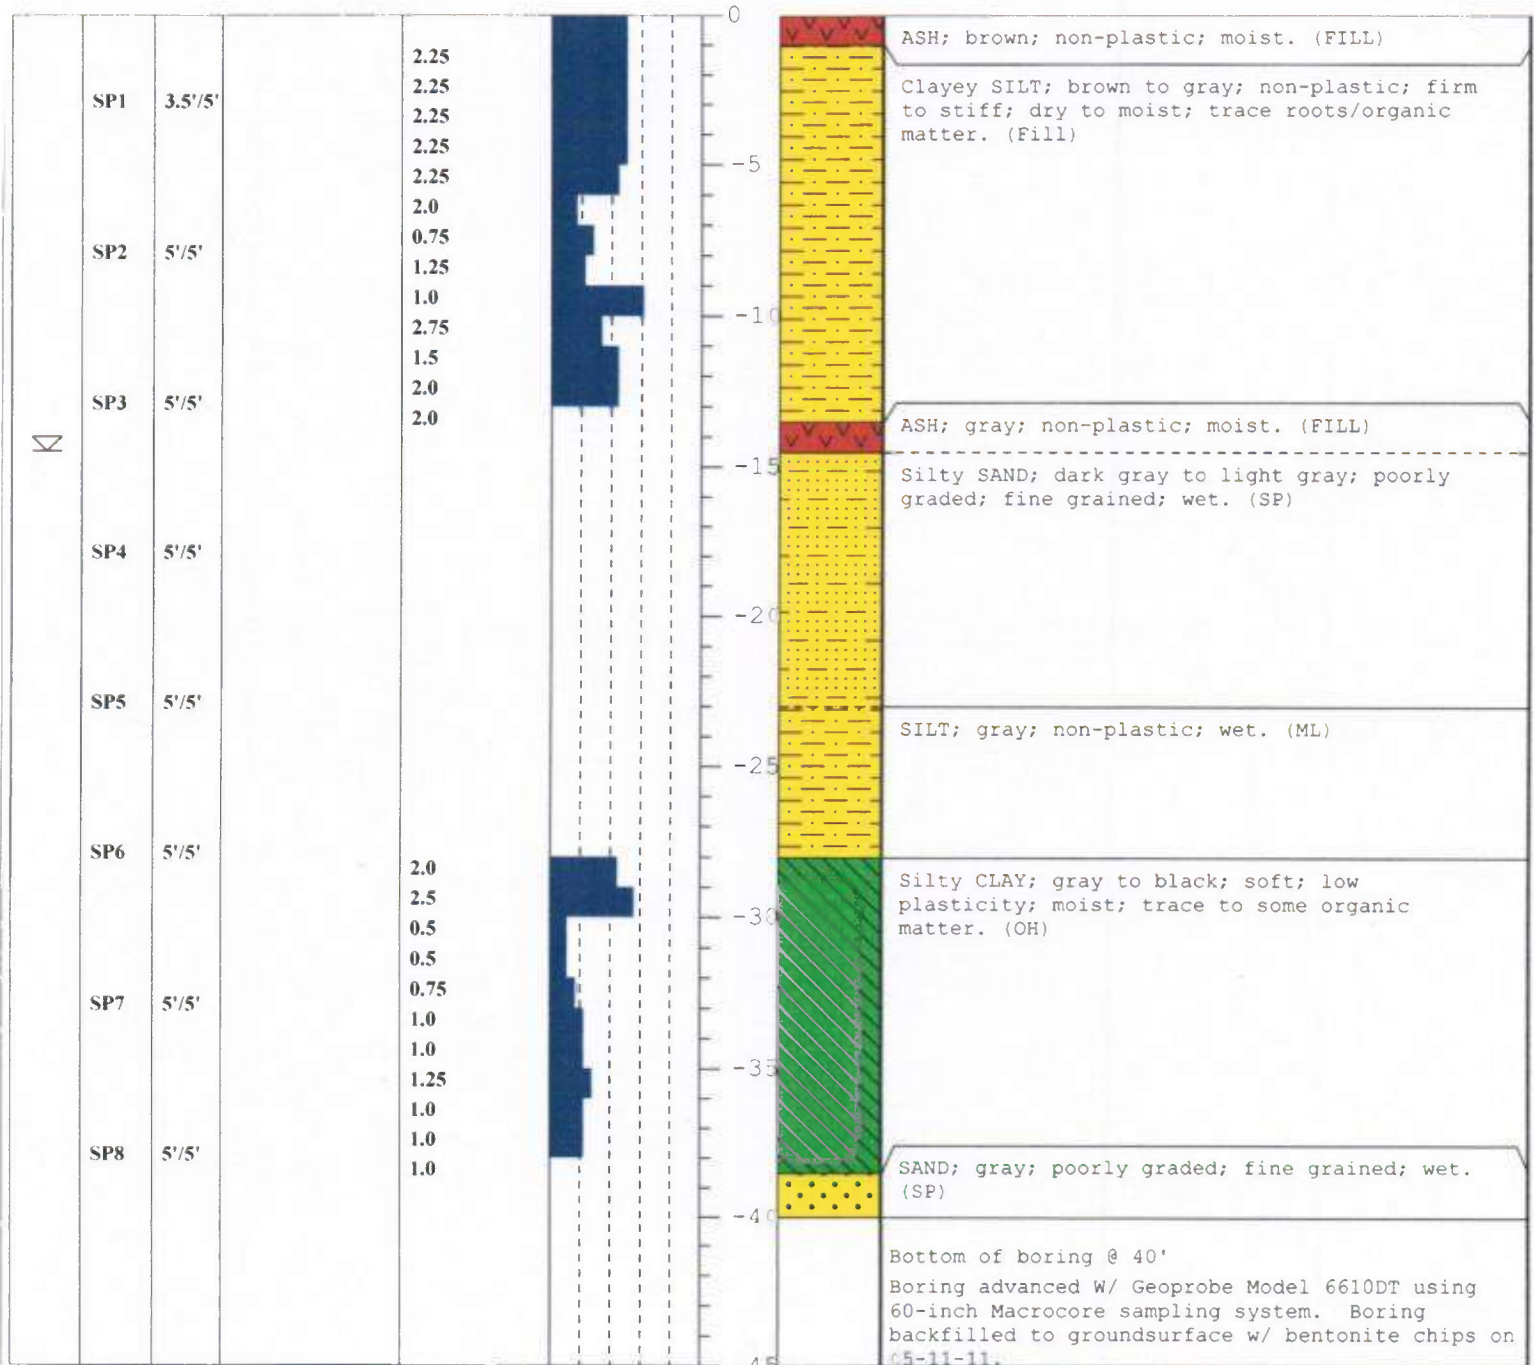 0
ASH; brown; non-plastic; moist. (FILL)
2.25
2.25
Clayey SILT; brown to gray; non-plastic; firm
to stiff; dry to moist; trace roots/organic
matter. (Fill)
SP1 3.5'/5'
2.25
2.25
-5
2.25
2.0
0.75
SP2 5'/5'
1.25
1.0
-10
2.75
1.5
2.0
SP3 5'/5'
2.0
ASH; gray; non-plastic; moist. (FILL)
-15
Silty SAND; dark gray to light gray; poorly
graded; fine grained; wet. (SP)
SP4 5'/5'
-20
SP5 5'/5'
SILT; gray; non-plastic; wet. (ML)
-25
SP6 5'/5'
2.0
Silty CLAY; gray to black; soft; low
plasticity; moist; trace to some organic
matter. (OH)
2.5
-30
0.5
0.5
0.75
SP7 5'/5'
1.0
1.0
-35
1.25
1.0
1.0
SP8 5'/5'
1.0
SAND; gray; poorly graded; fine grained; wet.
(SP)
-40
Bottom of boring @ 40'
Boring advanced W/ Geoprobe Model 6610DT using
60-inch Macrocore sampling system. Boring
backfilled to groundsurface w/ bentonite chips on
05-11-11.
45